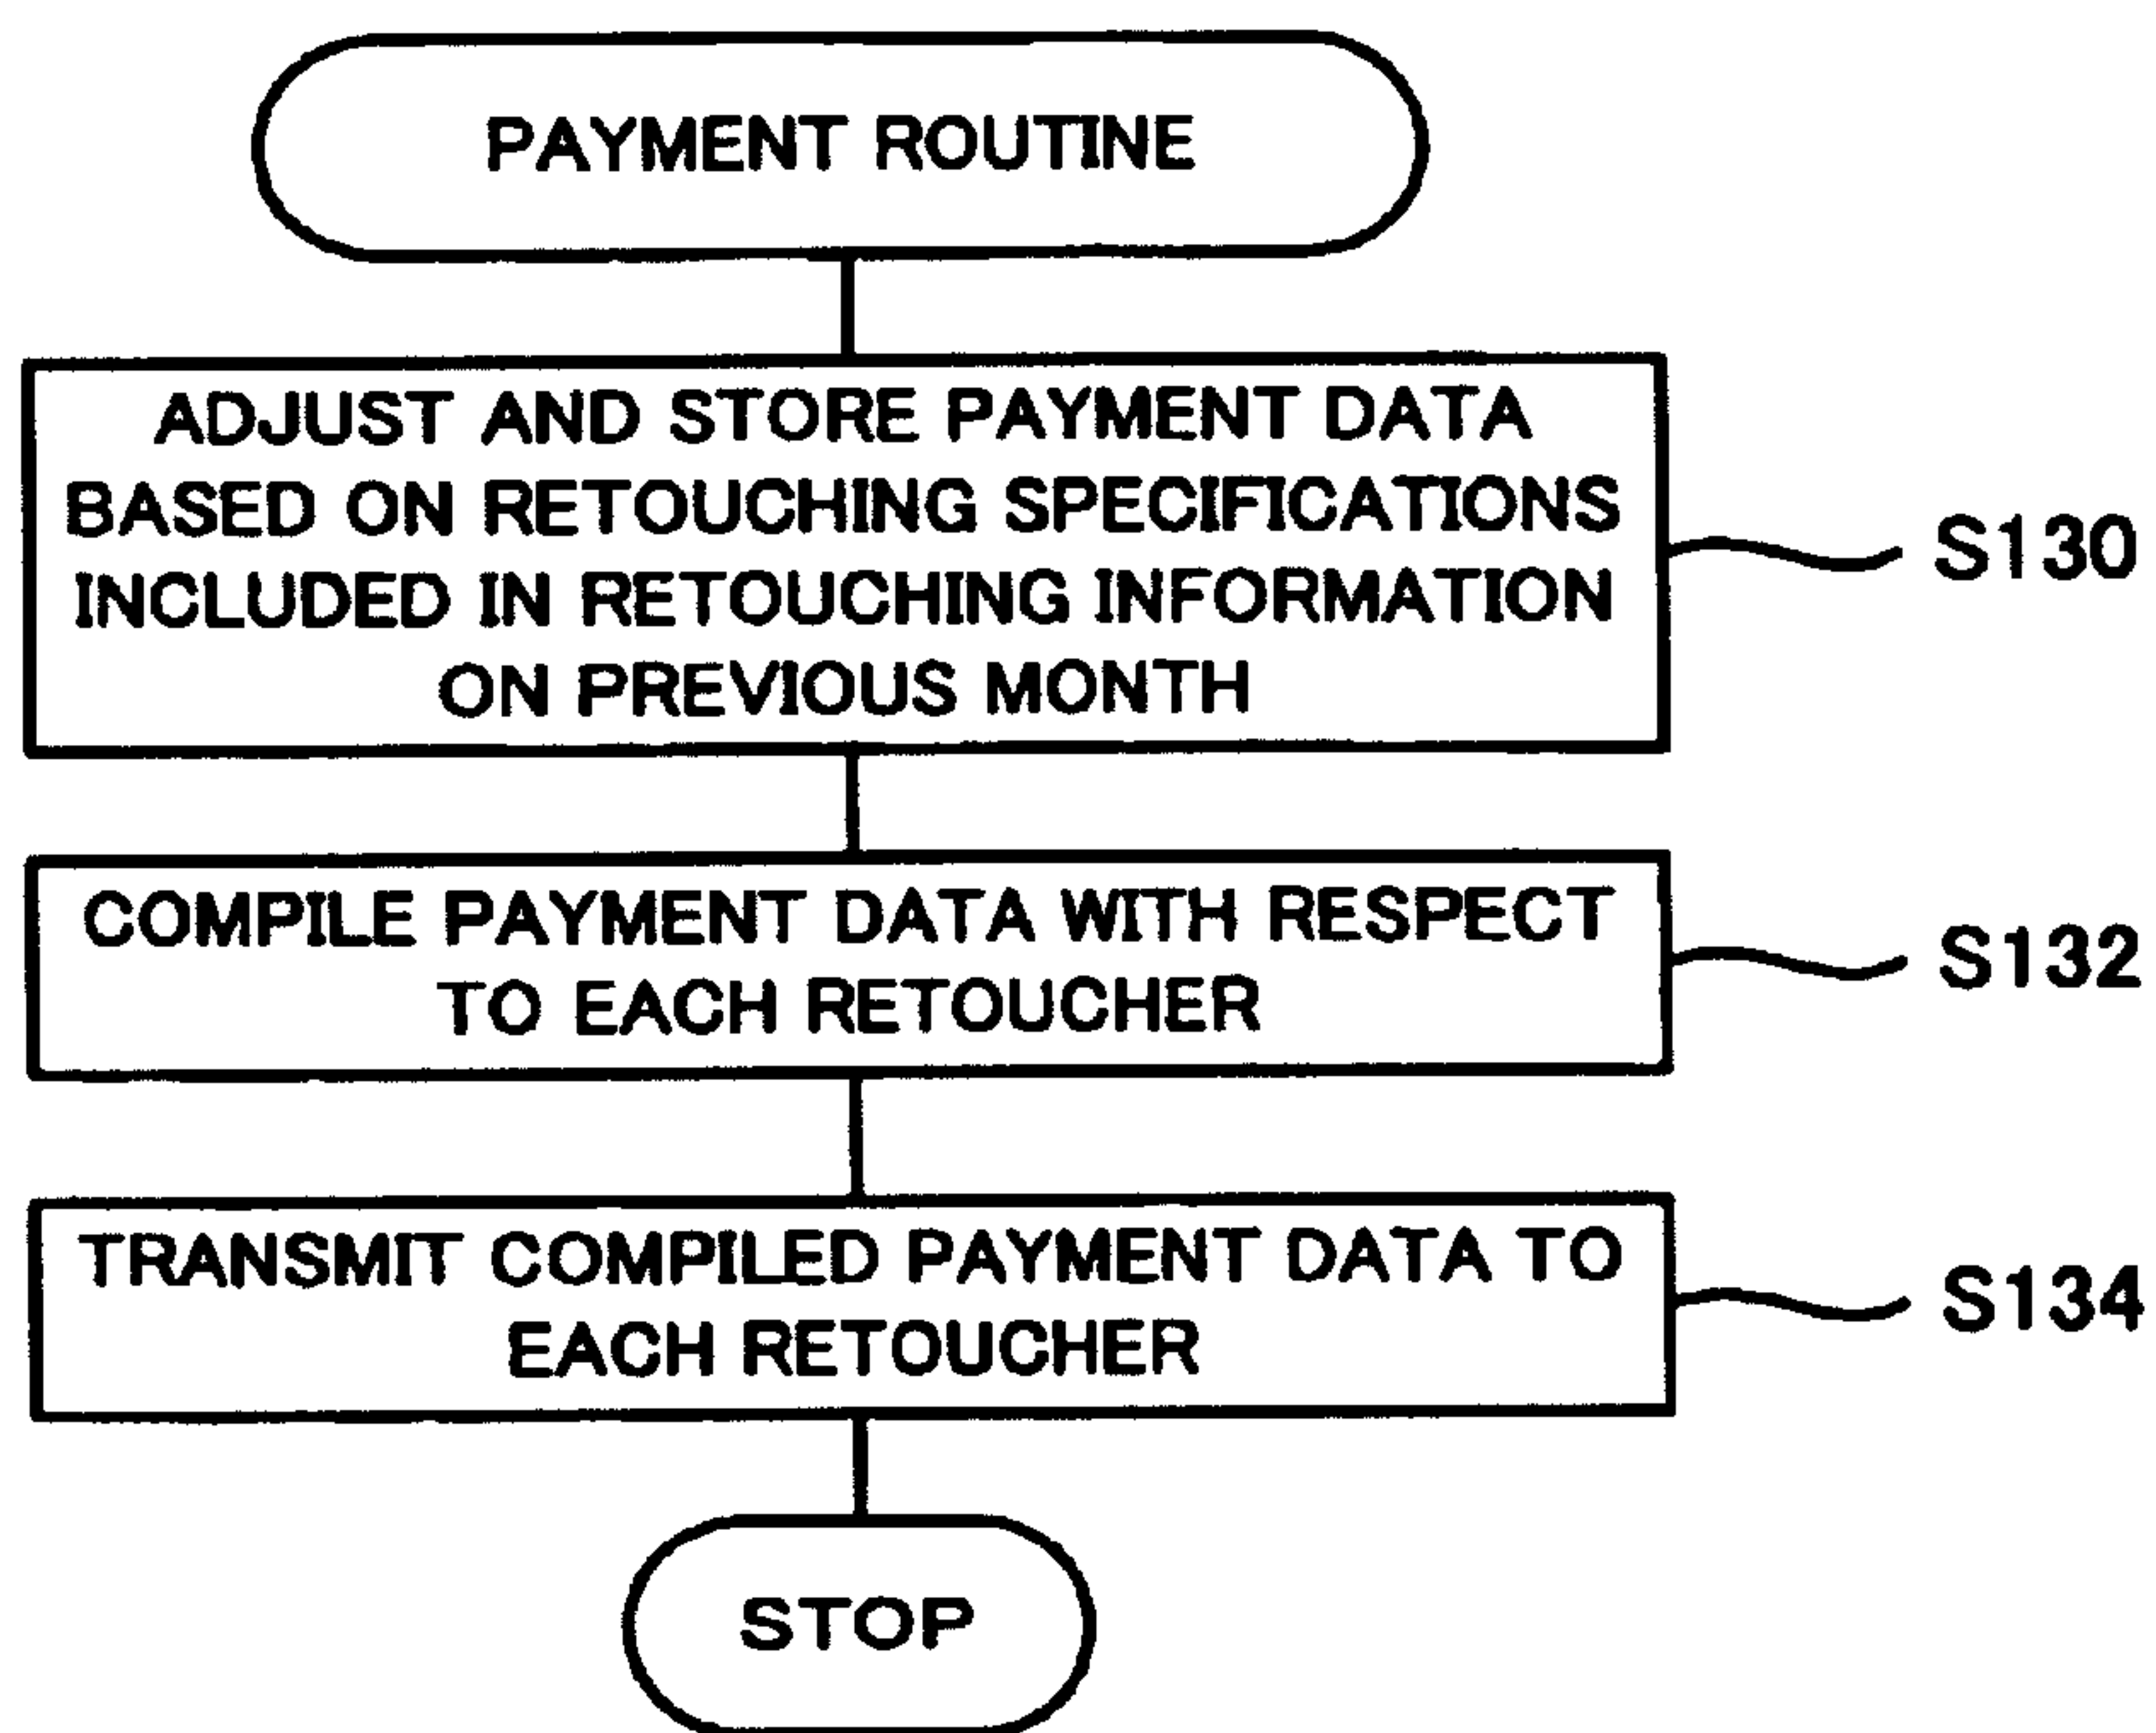 PAYMENT ROUTINE
ADJUST AND STORE PAYMENT DATA
BASED ON RETOUCHING SPECIFICATIONS
INCLUDED IN RETOUCHING INFORMATION
ON PREVIOUS MONTH
S130
COMPILE PAYMENT DATA WITH RESPECT
TO EACH RETOUCHER
S132
TRANSMIT COMPILED PAYMENT DATA TO
EACH RETOUCHER
S134
STOP